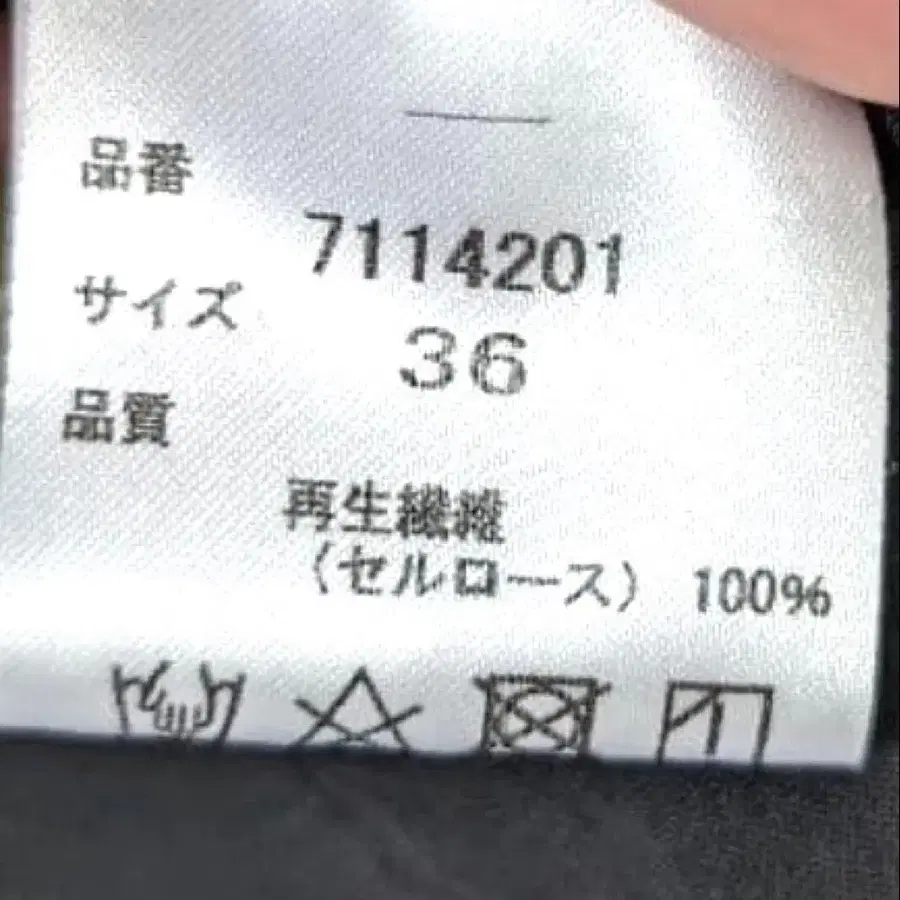 品番
7114201
サイズ
36
品質
再生繊維
(セルロース) 100%